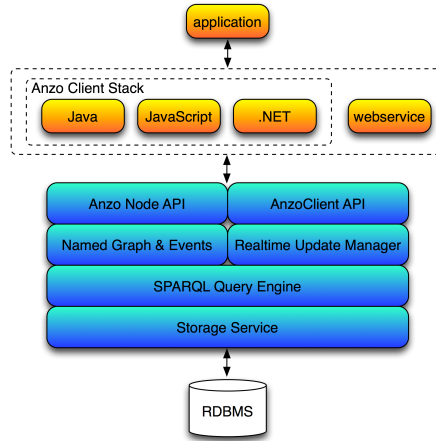 application
Anzo Client Stack
Java
JavaScript
.NET
webservice
Anzo Node API
AnzoClient API
Named Graph & Events
Realtime Update Manager
SPARQL Query Engine
Storage Service
RDBMS